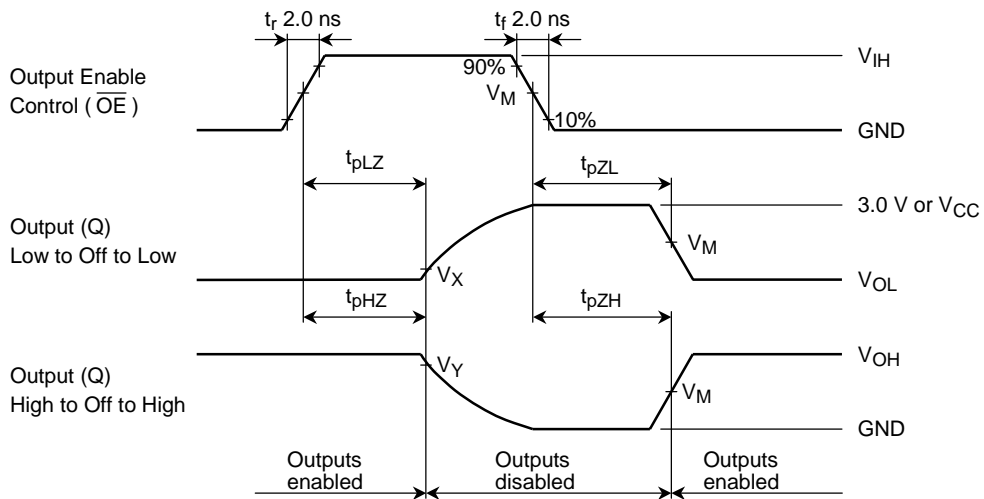 tr 2.0 ns
tf 2.0 ns
Output Enable
Control ( OE )
90%
VM
10%
VIH
GND
tpLZ
tpZL
3.0 V or VCC
Output (Q)
Low to Off to Low
VM
VX
VOL
tpHZ
tpZH
VOH
Output (Q)
High to Off to High
VY
VM
GND
Outputs
enabled
Outputs
disabled
Outputs
enabled